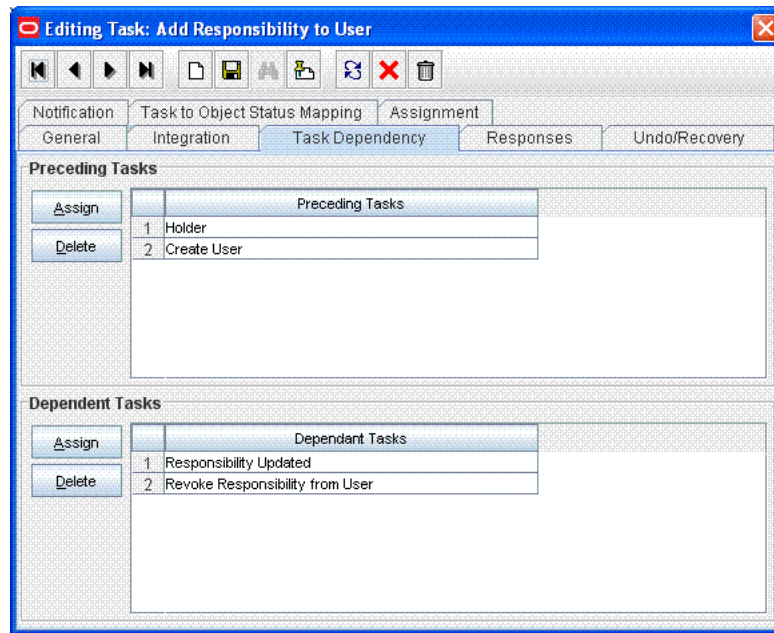 Editing Task: Add Responsibility to User
Notification Task to Object Status Mapping Assignment
General Integration Task Dependency Responses Undo/Recovery
Preceding Tasks
Assign
Delete
Preceding Tasks
1 Holder
2 Create User
Dependent Tasks
Assign
Delete
Dependant Tasks
1 Responsibility Updated
2 Revoke Responsibility from User